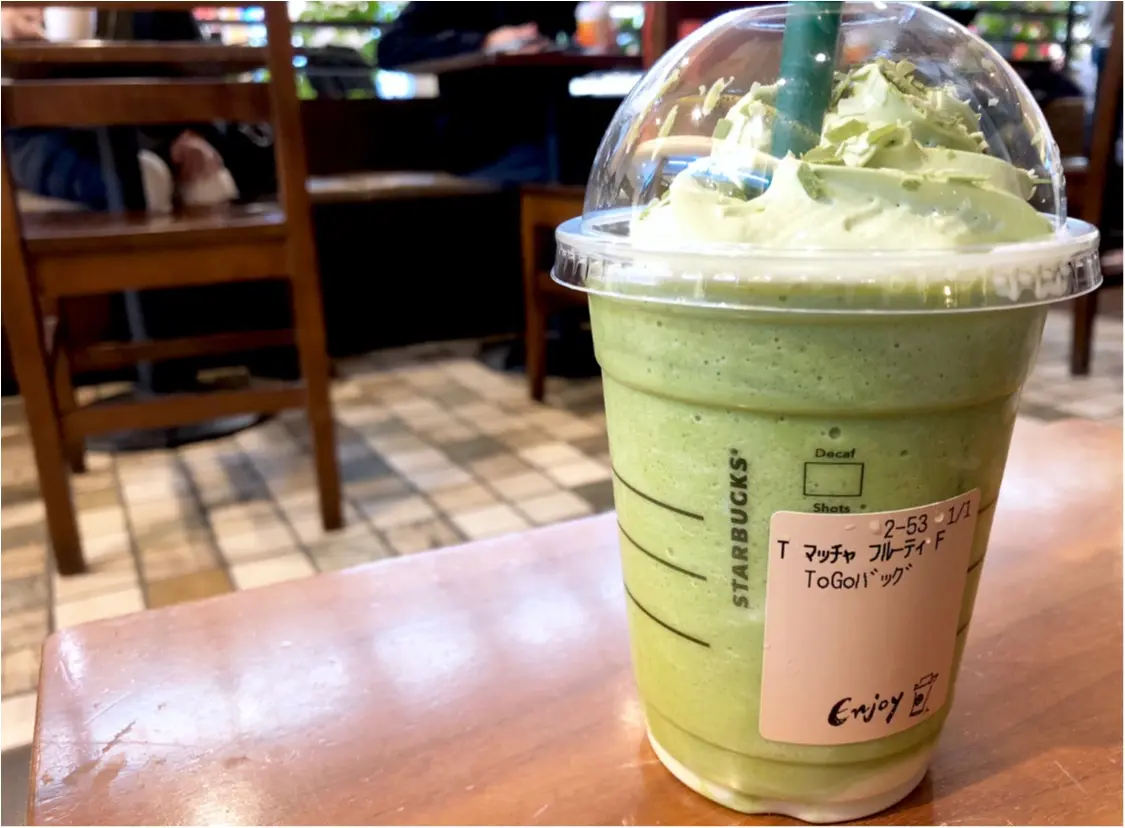 Decaf
Shots
STARBUCKS®
2-53 1/1
T マッチャ フルーティ F
ToGoバッグ
Enjoy